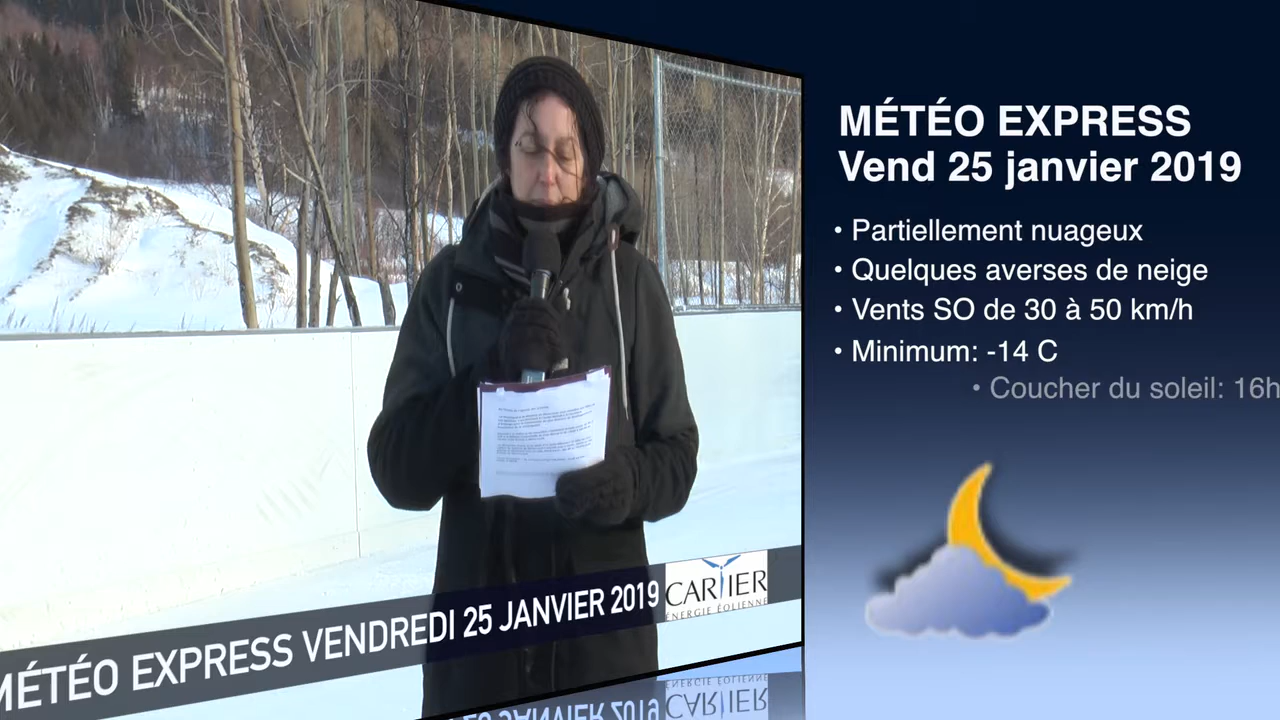 MÉTÉO EXPRESS
Vend 25 janvier 2019
• Partiellement nuageux
• Quelques averses de neige
• Vents SO de 30 à 50 km/h
• Minimum: -14 C
• Coucher du soleil: 16h
MÉTÉO EXPRESS VENDREDI 25 JANVIER 2019
CARTIER
ÉNERGIE ÉOLIENNE